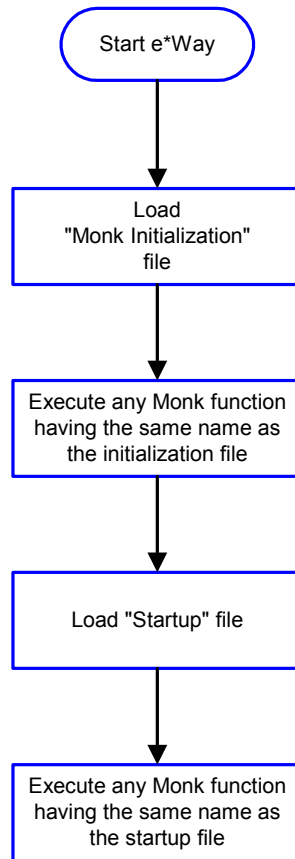 Start e*Way
Load
"Monk Initialization"
file
Execute any Monk function
having the same name as
the initialization file
Load "Startup" file
Execute any Monk function
having the same name as
the startup file